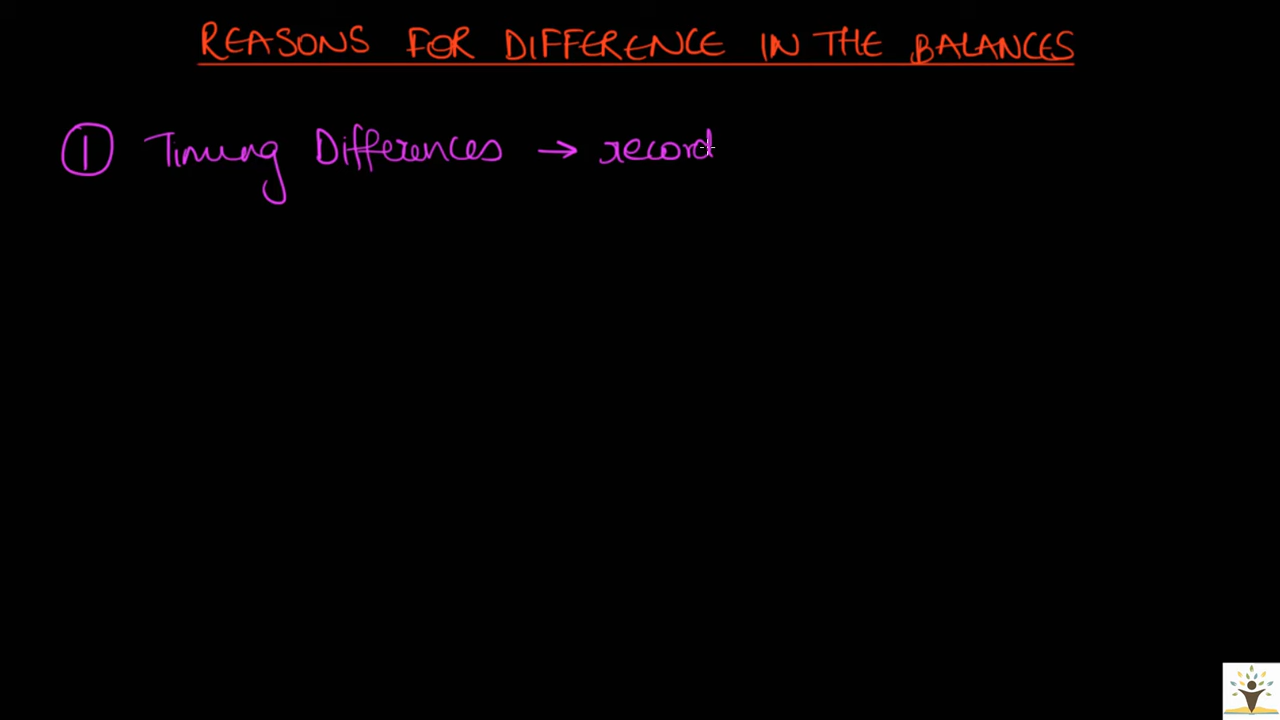 REASONS FOR DIFFERENCE IN THE BALANCES
① Timing Differences → record